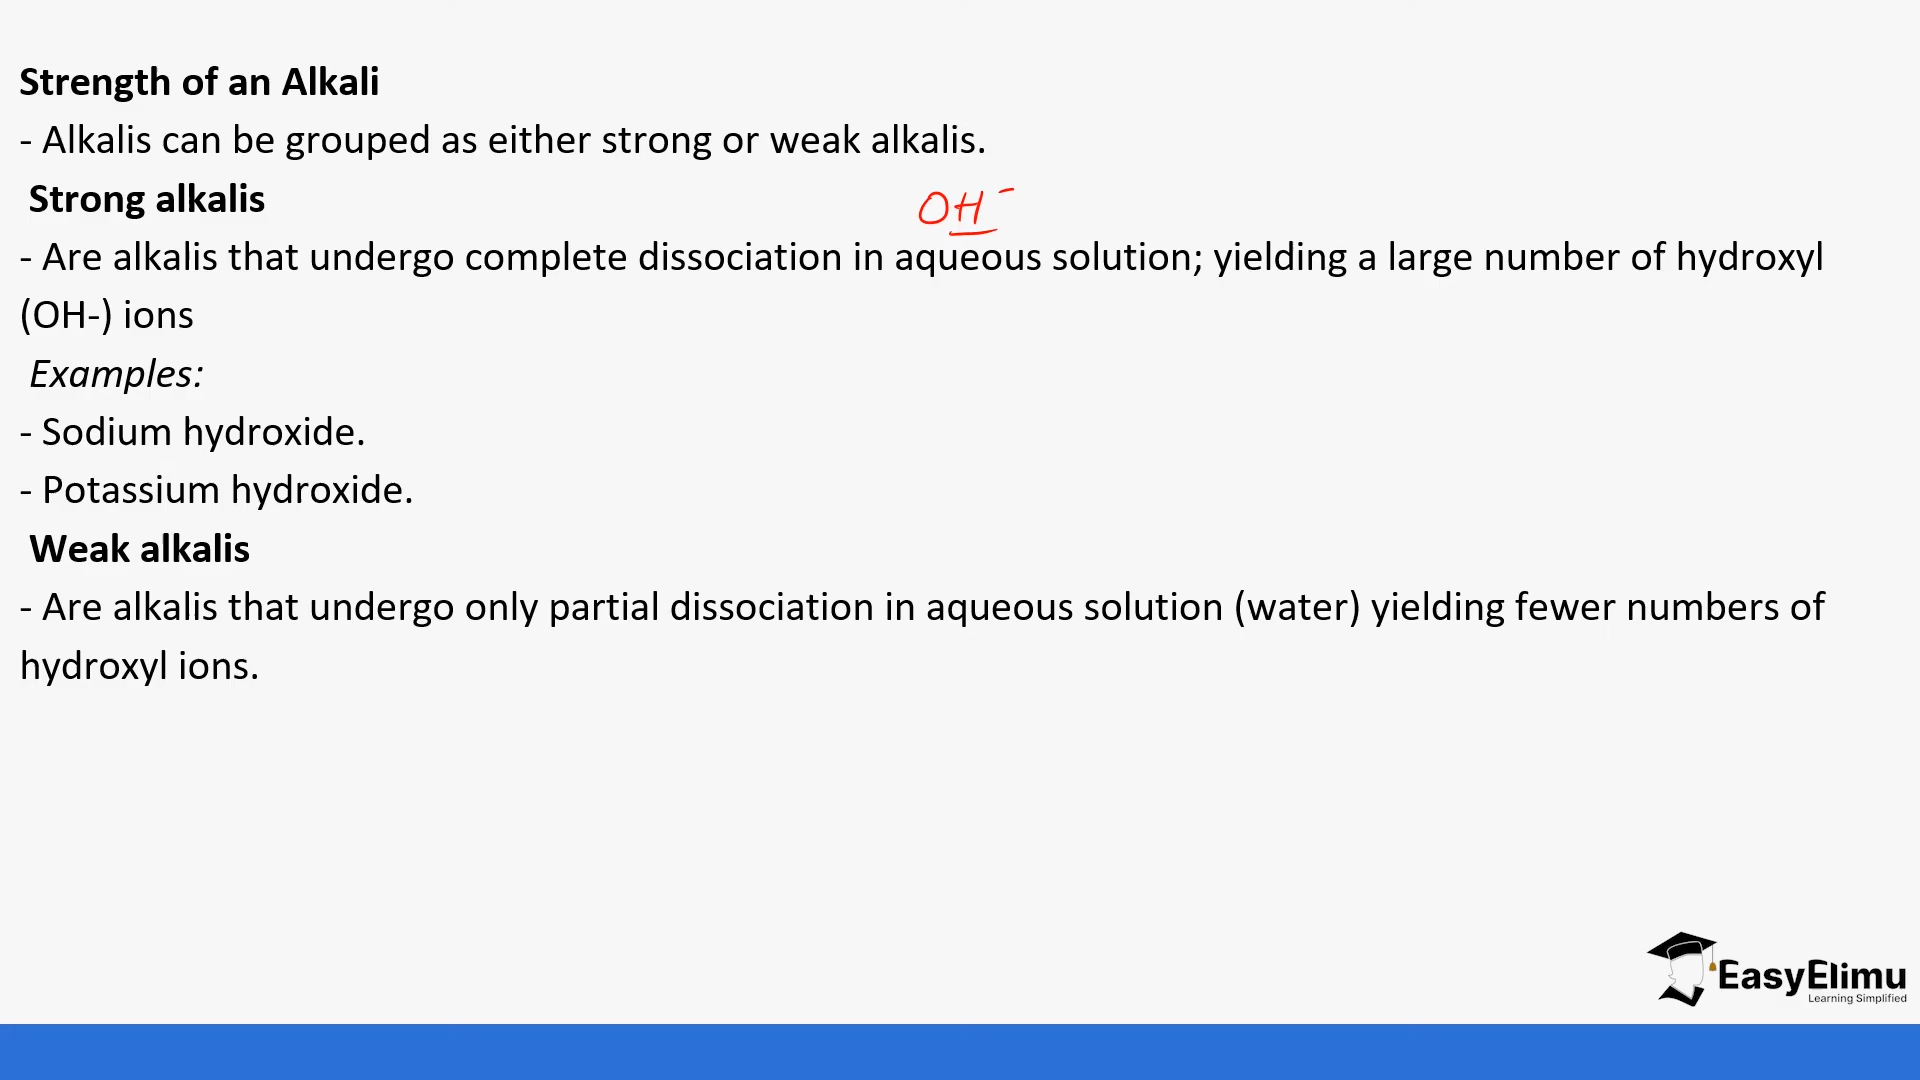 Strength of an Alkali
- Alkalis can be grouped as either strong or weak alkalis.
Strong alkalis
OH⁻
- Are alkalis that undergo complete dissociation in aqueous solution; yielding a large number of hydroxyl
(OH-) ions
Examples:
- Sodium hydroxide.
- Potassium hydroxide.
Weak alkalis
- Are alkalis that undergo only partial dissociation in aqueous solution (water) yielding fewer numbers of
hydroxyl ions.
EasyElimu
Learning Simplified